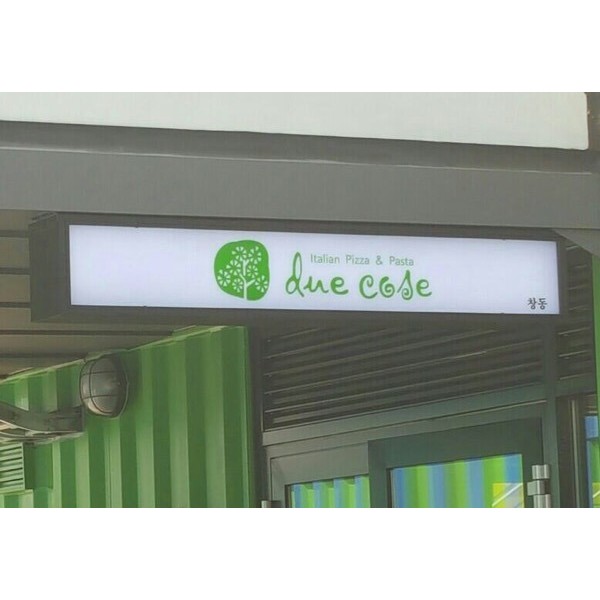 Italian Pizza & Pasta
due cose
창동